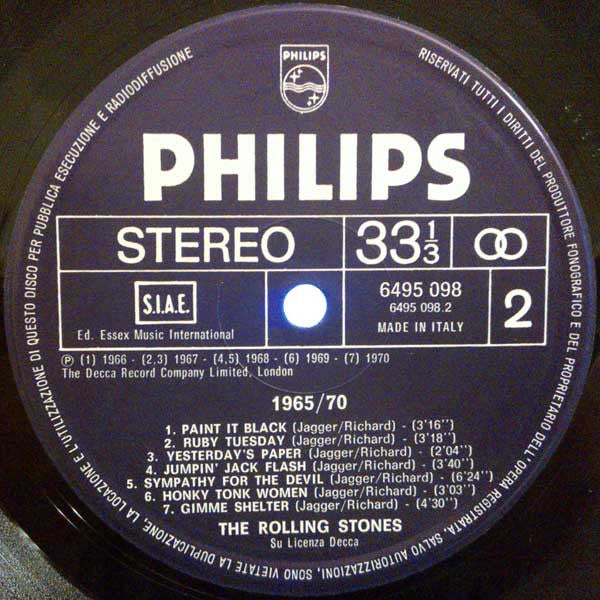 PHILIPS
PHILIPS
STEREO
33 1/3
S.I.A.E.
Ed. Essex Music International
6495 098
6495 098.2
MADE IN ITALY
2
Ⓟ (1) 1966 - (2,3) 1967 - (4,5) 1968 - (6) 1969 - (7) 1970
The Decca Record Company Limited, London
1965/70
1. PAINT IT BLACK (Jagger/Richard) - (3'16'')
2. RUBY TUESDAY (Jagger/Richard) - (3'18'')
3. YESTERDAY'S PAPER (Jagger/Richard) - (2'04'')
4. JUMPIN' JACK FLASH (Jagger/Richard) - (3'40'')
5. SYMPATHY FOR THE DEVIL (Jagger/Richard) - (6'24'')
6. HONKY TONK WOMEN (Jagger/Richard) - (3'03'')
7. GIMME SHELTER (Jagger/Richard) - (4'30'')
THE ROLLING STONES
Su Licenza Decca
RISERVATI TUTTI I DIRITTI DEL PRODUTTORE FONOGRAFICO E DEL PROPRIETARIO DELL'OPERA REGISTRATA, SALVO AUTORIZZAZIONI, SONO VIETATE LA DUPLICAZIONE, LA LOCAZIONE E L'UTILIZZAZIONE DI QUESTO DISCO PER PUBBLICA ESECUZIONE E RADIODIFFUSIONE